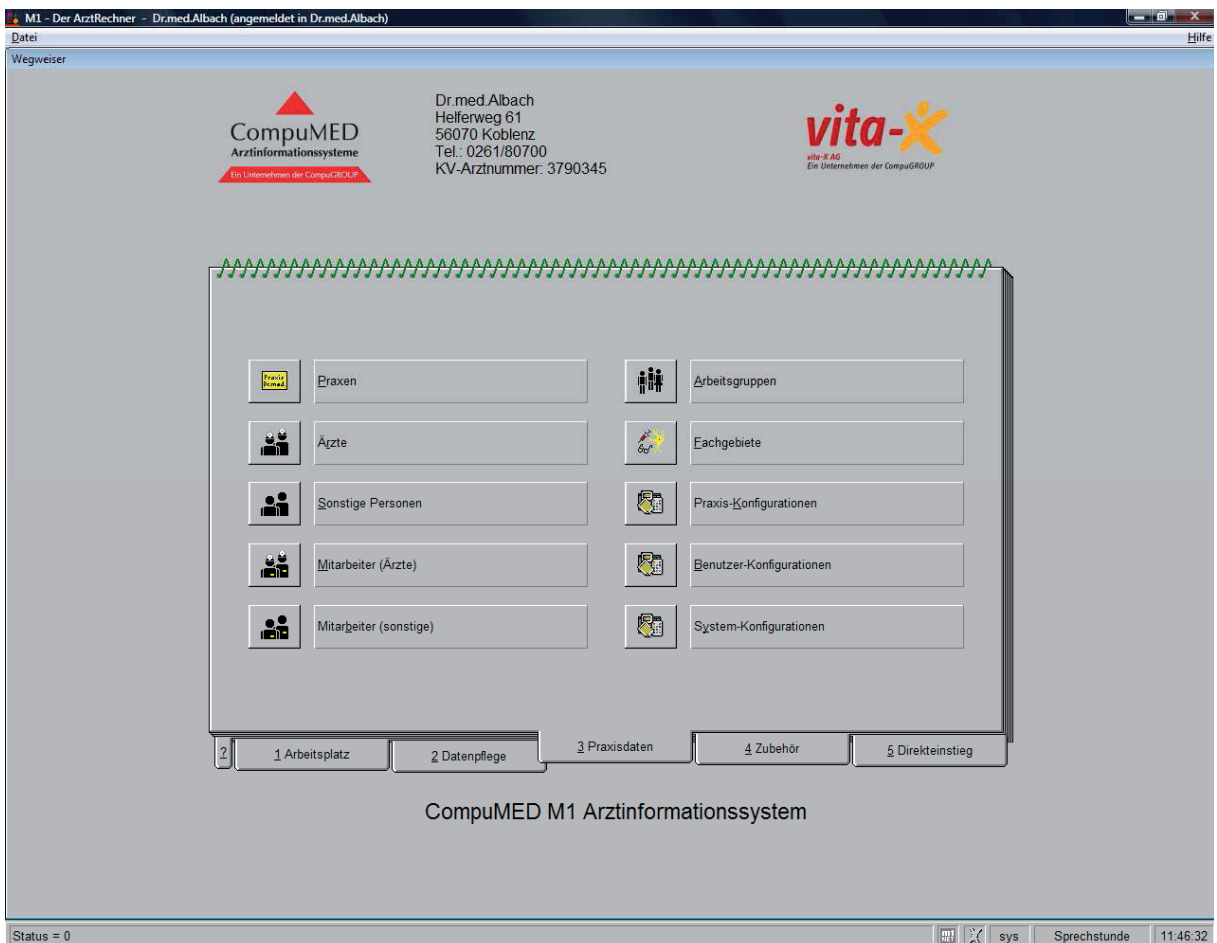 M1 - Der ArztRechner - Dr.med.Albach (angemeldet in Dr.med.Albach)
Datei Hilfe
Wegweiser
CompuMED
Arztinformationssysteme
Ein Unternehmen der CompuGROUP
Dr.med.Albach
Helferweg 61
56070 Koblenz
Tel.: 0261/80700
KV-Arztnummer: 3790345
vita-X
vita-X AG
Ein Unternehmen der CompuGROUP
Praxis
Dr.med.
Praxen
Arbeitsgruppen
Ärzte
Fachgebiete
Sonstige Personen
Praxis-Konfigurationen
Mitarbeiter (Ärzte)
Benutzer-Konfigurationen
Mitarbeiter (sonstige)
System-Konfigurationen
? 1 Arbeitsplatz 2 Datenpflege 3 Praxisdaten 4 Zubehör 5 Direkteinstieg
CompuMED M1 Arztinformationssystem
Status = 0 sys Sprechstunde 11:46:32